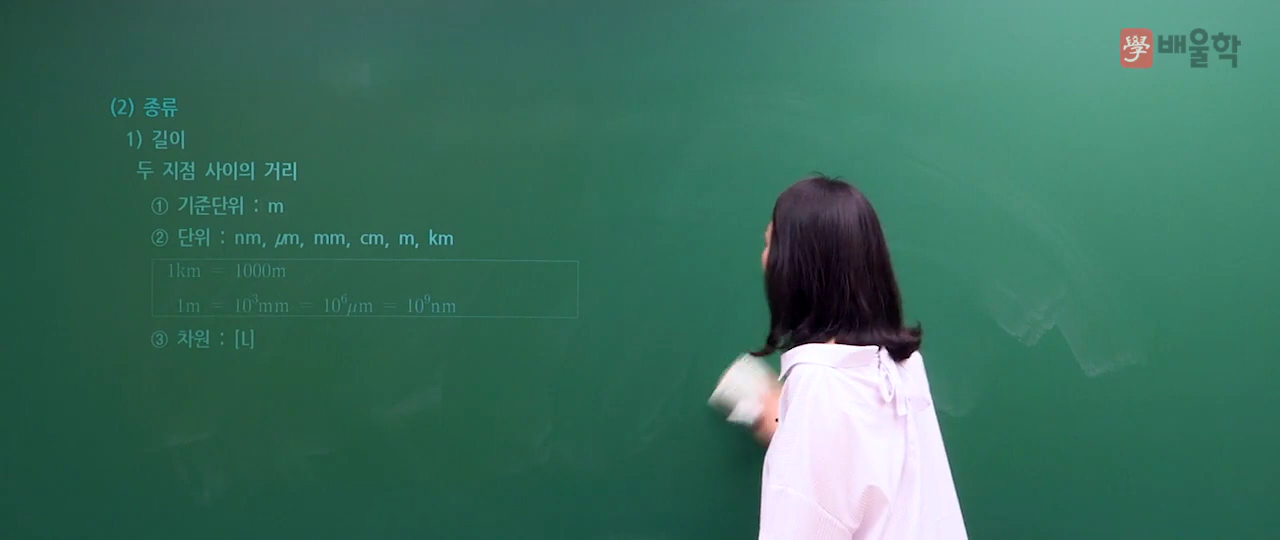 學 배울학
(2) 종류
1) 길이
두 지점 사이의 거리
① 기준단위 : m
② 단위 : nm, μm, mm, cm, m, km
1km = 1000m
1m = 10³mm = 10⁶μm = 10⁹nm
③ 차원 : [L]